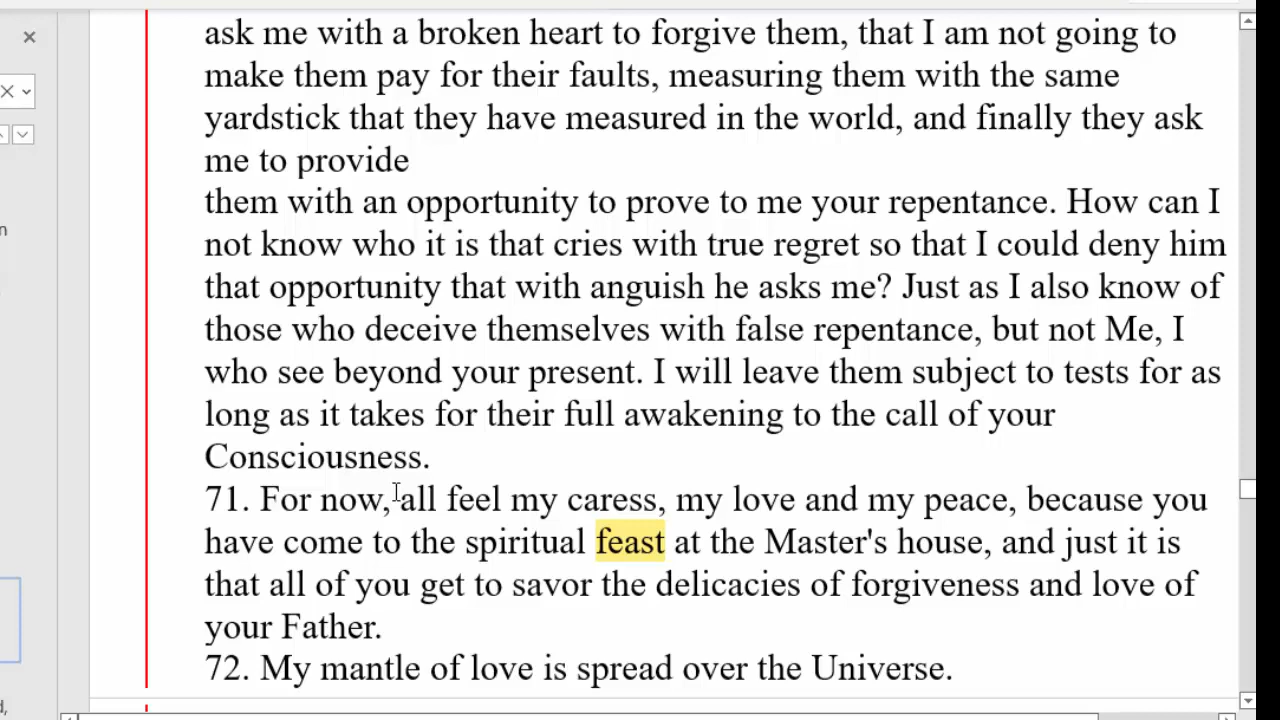 ask me with a broken heart to forgive them, that I am not going to
make them pay for their faults, measuring them with the same
yardstick that they have measured in the world, and finally they ask
me to provide
them with an opportunity to prove to me your repentance. How can I
not know who it is that cries with true regret so that I could deny him
that opportunity that with anguish he asks me? Just as I also know of
those who deceive themselves with false repentance, but not Me, I
who see beyond your present. I will leave them subject to tests for as
long as it takes for their full awakening to the call of your
Consciousness.
71. For now, all feel my caress, my love and my peace, because you
have come to the spiritual feast at the Master's house, and just it is
that all of you get to savor the delicacies of forgiveness and love of
your Father.
72. My mantle of love is spread over the Universe.